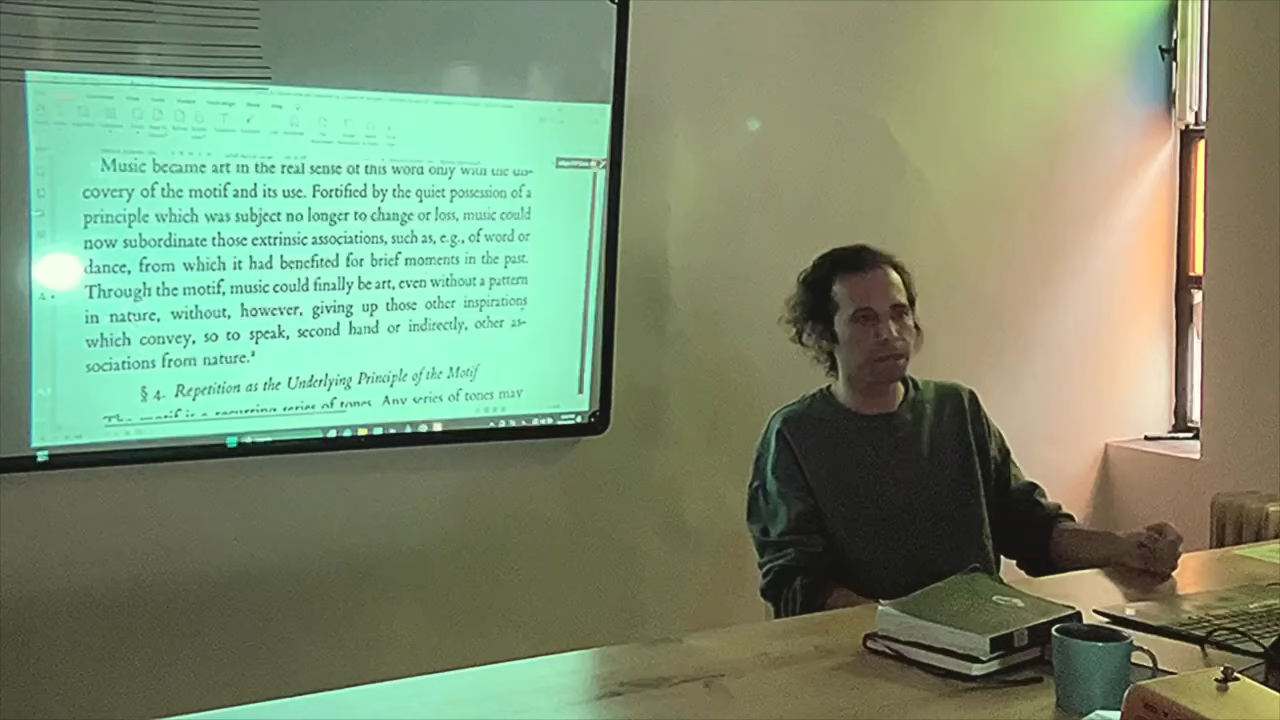 Music became art in the real sense of this word only with the dis-
covery of the motif and its use. Fortified by the quiet possession of a
principle which was subject no longer to change or loss, music could
now subordinate those extrinsic associations, such as, e.g., of word or
dance, from which it had benefited for brief moments in the past.
Through the motif, music could finally be art, even without a pattern
in nature, without, however, giving up those other inspirations
which convey, so to speak, second hand or indirectly, other as-
sociations from nature.²
§ 4. Repetition as the Underlying Principle of the Motif
The motif is a recurring series of tones. Any series of tones may